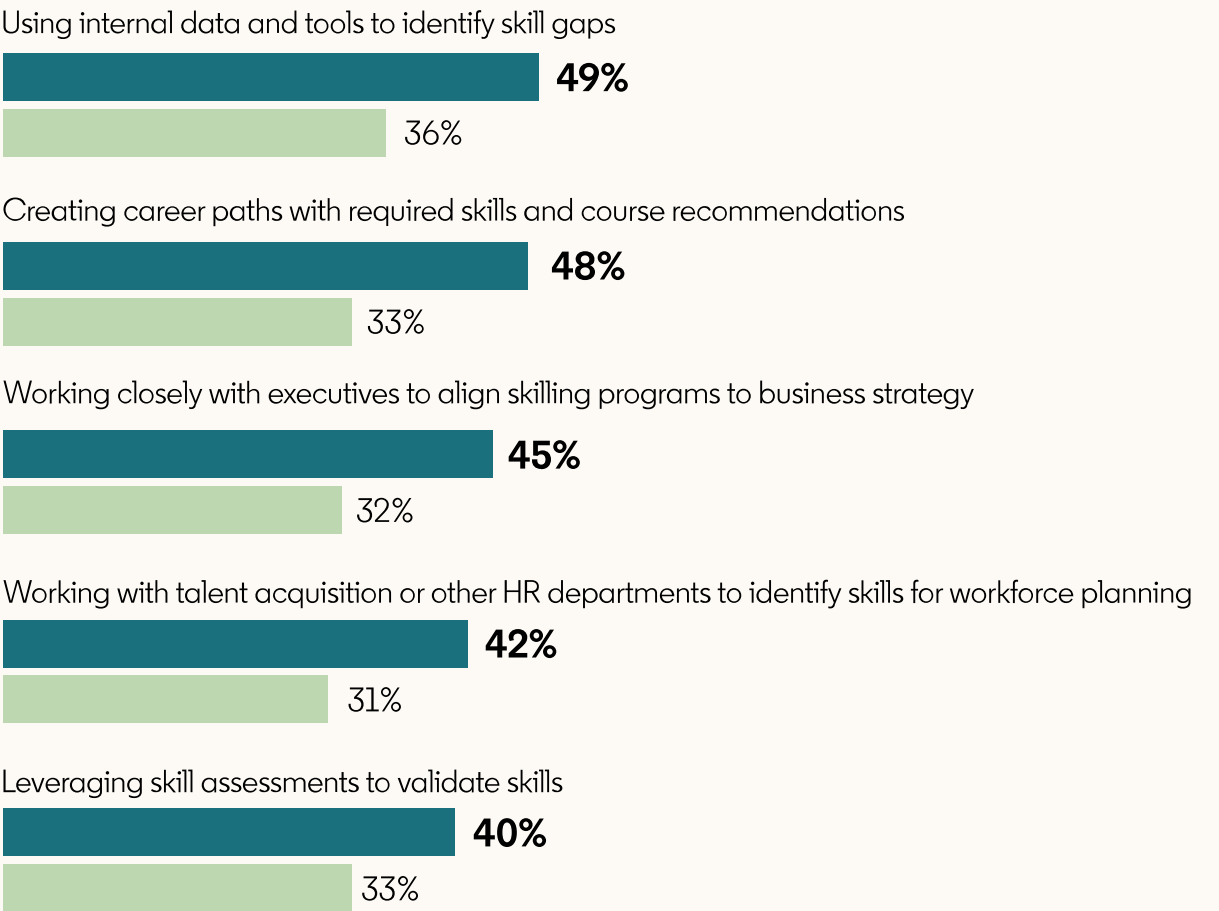 Using internal data and tools to identify skill gaps
49%
36%
Creating career paths with required skills and course recommendations
48%
33%
Working closely with executives to align skilling programs to business strategy
45%
32%
Working with talent acquisition or other HR departments to identify skills for workforce planning
42%
31%
Leveraging skill assessments to validate skills
40%
33%